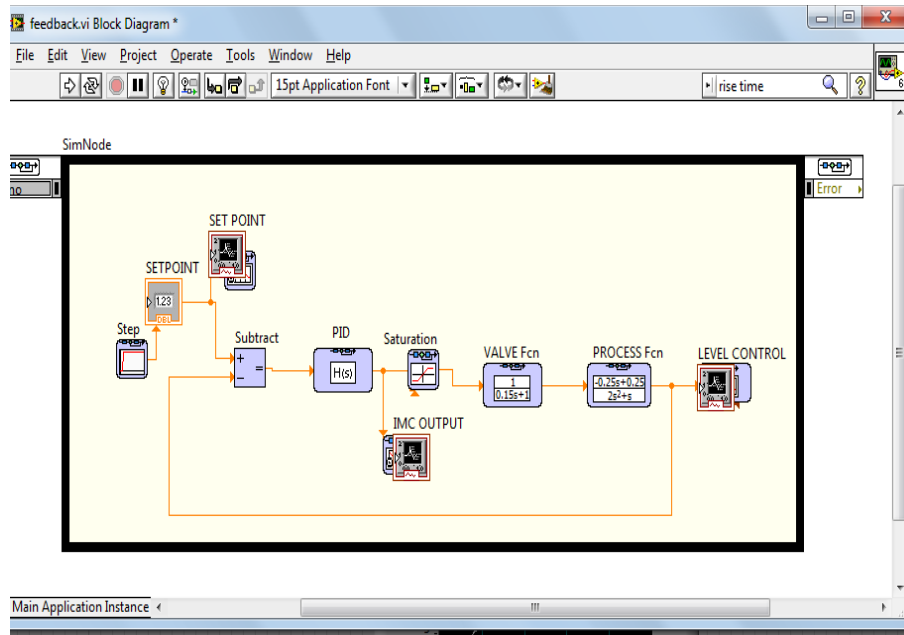 feedback.vi Block Diagram *
File Edit View Project Operate Tools Window Help
15pt Application Font
rise time
6
SimNode
Error
SET POINT
SETPOINT
1.23
DBL
Step
Subtract
+
−
=
PID
H(s)
Saturation
VALVE Fcn
1
0.15s+1
PROCESS Fcn
-0.25s+0.25
2s²+s
LEVEL CONTROL
IMC OUTPUT
Main Application Instance